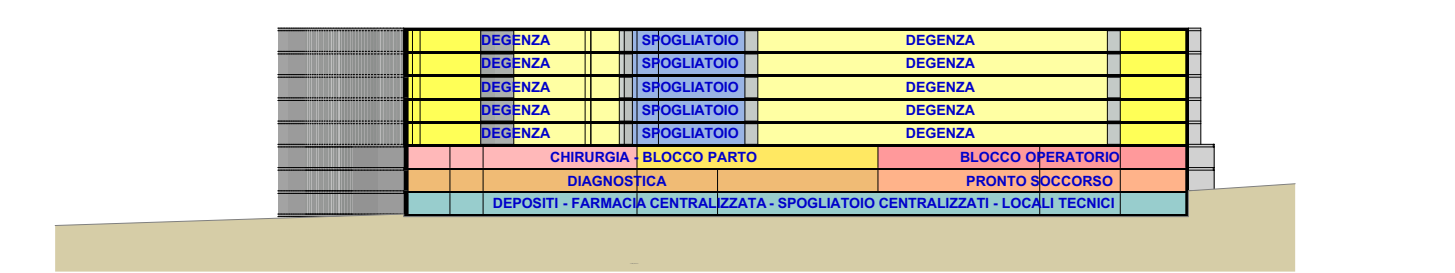 DEGENZA SPOGLIATOIO DEGENZA
DEGENZA SPOGLIATOIO DEGENZA
DEGENZA SPOGLIATOIO DEGENZA
DEGENZA SPOGLIATOIO DEGENZA
DEGENZA SPOGLIATOIO DEGENZA
CHIRURGIA - BLOCCO PARTO BLOCCO OPERATORIO
DIAGNOSTICA PRONTO SOCCORSO
DEPOSITI - FARMACIA CENTRALIZZATA - SPOGLIATOIO CENTRALIZZATI - LOCALI TECNICI